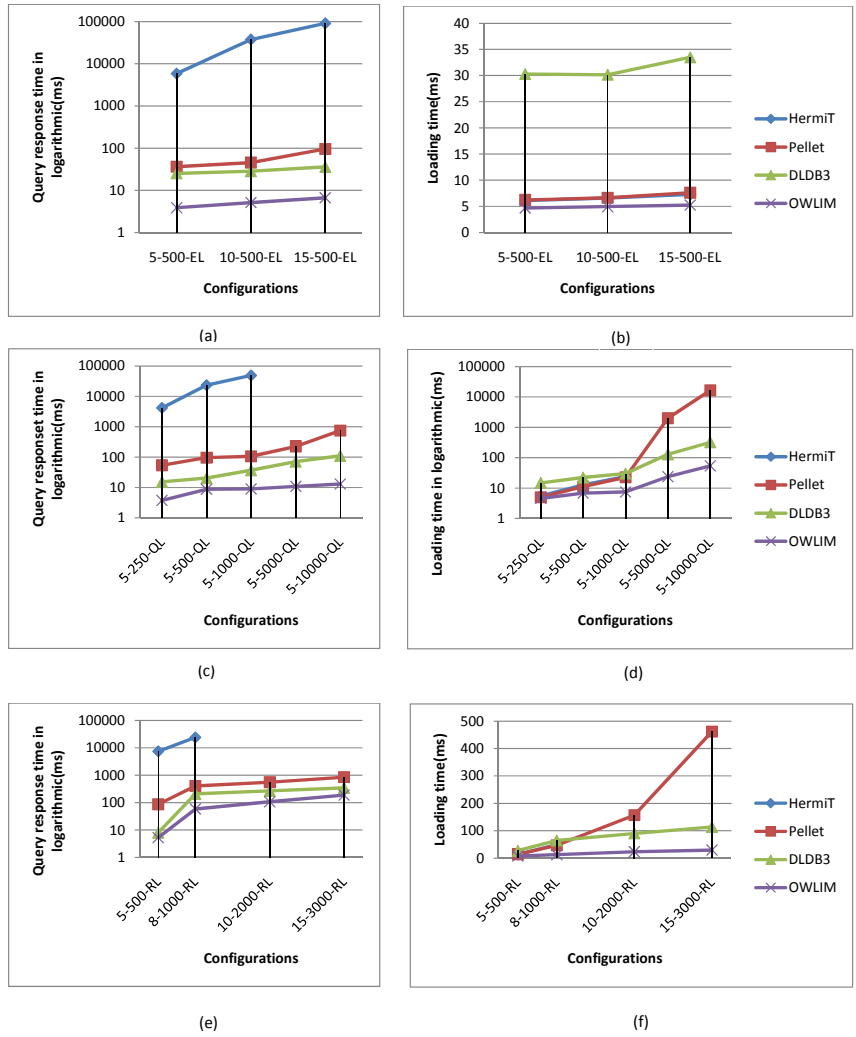 100000
10000
1000
100
10
1
Query response time in
logarithmic(ms)
5-500-EL 10-500-EL 15-500-EL
Configurations
(a)
40
35
30
25
20
15
10
5
0
Loading time(ms)
5-500-EL 10-500-EL 15-500-EL
Configurations
HermiT
Pellet
DLDB3
OWLIM
(b)
100000
10000
1000
100
10
1
Query responset time in
logarithmic(ms)
5-250-QL
5-500-QL
5-1000-QL
5-5000-QL
5-10000-QL
Configurations
(c)
100000
10000
1000
100
10
1
Loading time in logarithmic(ms)
5-250-QL
5-500-QL
5-1000-QL
5-5000-QL
5-10000-QL
Configurations
HermiT
Pellet
DLDB3
OWLIM
(d)
100000
10000
1000
100
10
1
Query response time in
logarithmic(ms)
5-500-RL
8-1000-RL
10-2000-RL
15-3000-RL
Configurations
(e)
500
400
300
200
100
0
Loading time(ms)
5-500-RL
8-1000-RL
10-2000-RL
15-3000-RL
Configurations
HermiT
Pellet
DLDB3
OWLIM
(f)